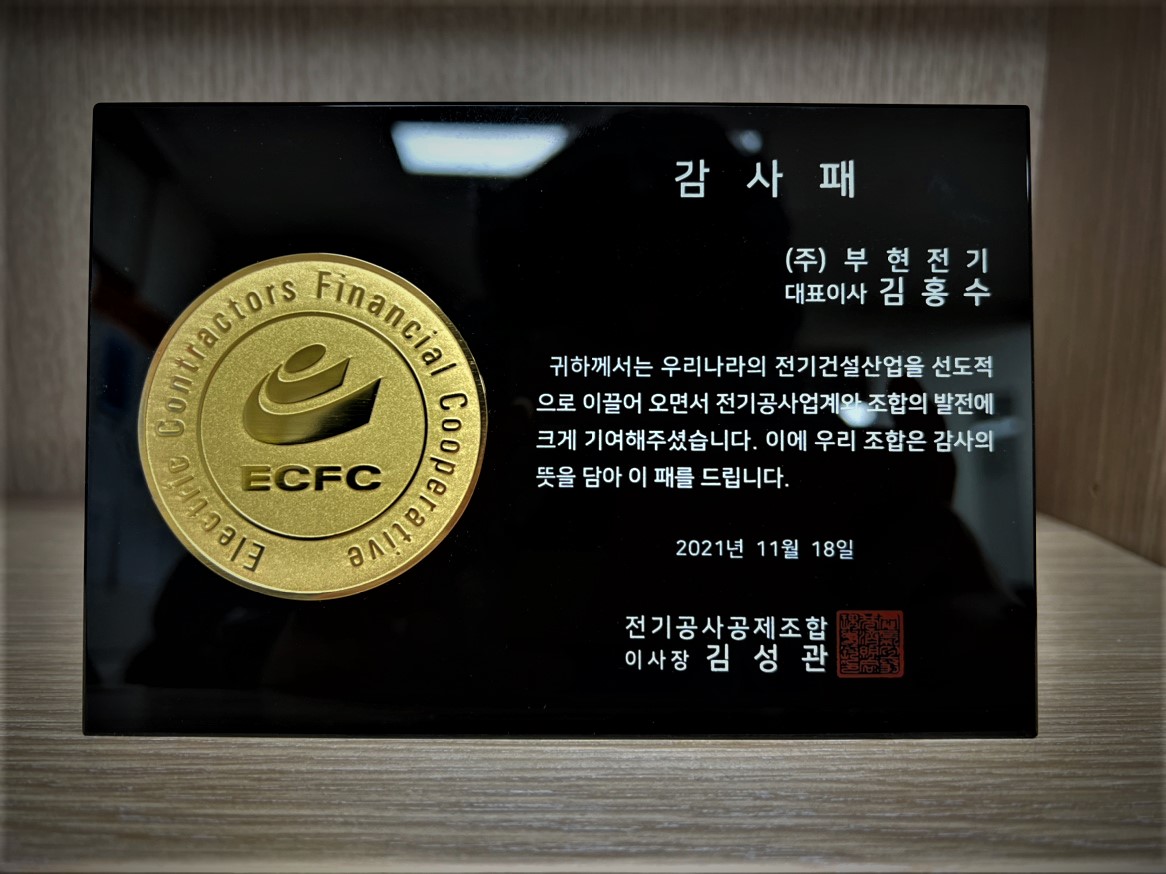 Electric Contractors Financial Cooperative
ECFC
감 사 패
(주) 부 현 전 기
대표이사 김 홍 수
귀하께서는 우리나라의 전기건설산업을 선도적
으로 이끌어 오면서 전기공사업계와 조합의 발전에
크게 기여해주셨습니다. 이에 우리 조합은 감사의
뜻을 담아 이 패를 드립니다.
2021년 11월 18일
전기공사공제조합
이사장 김 성 관